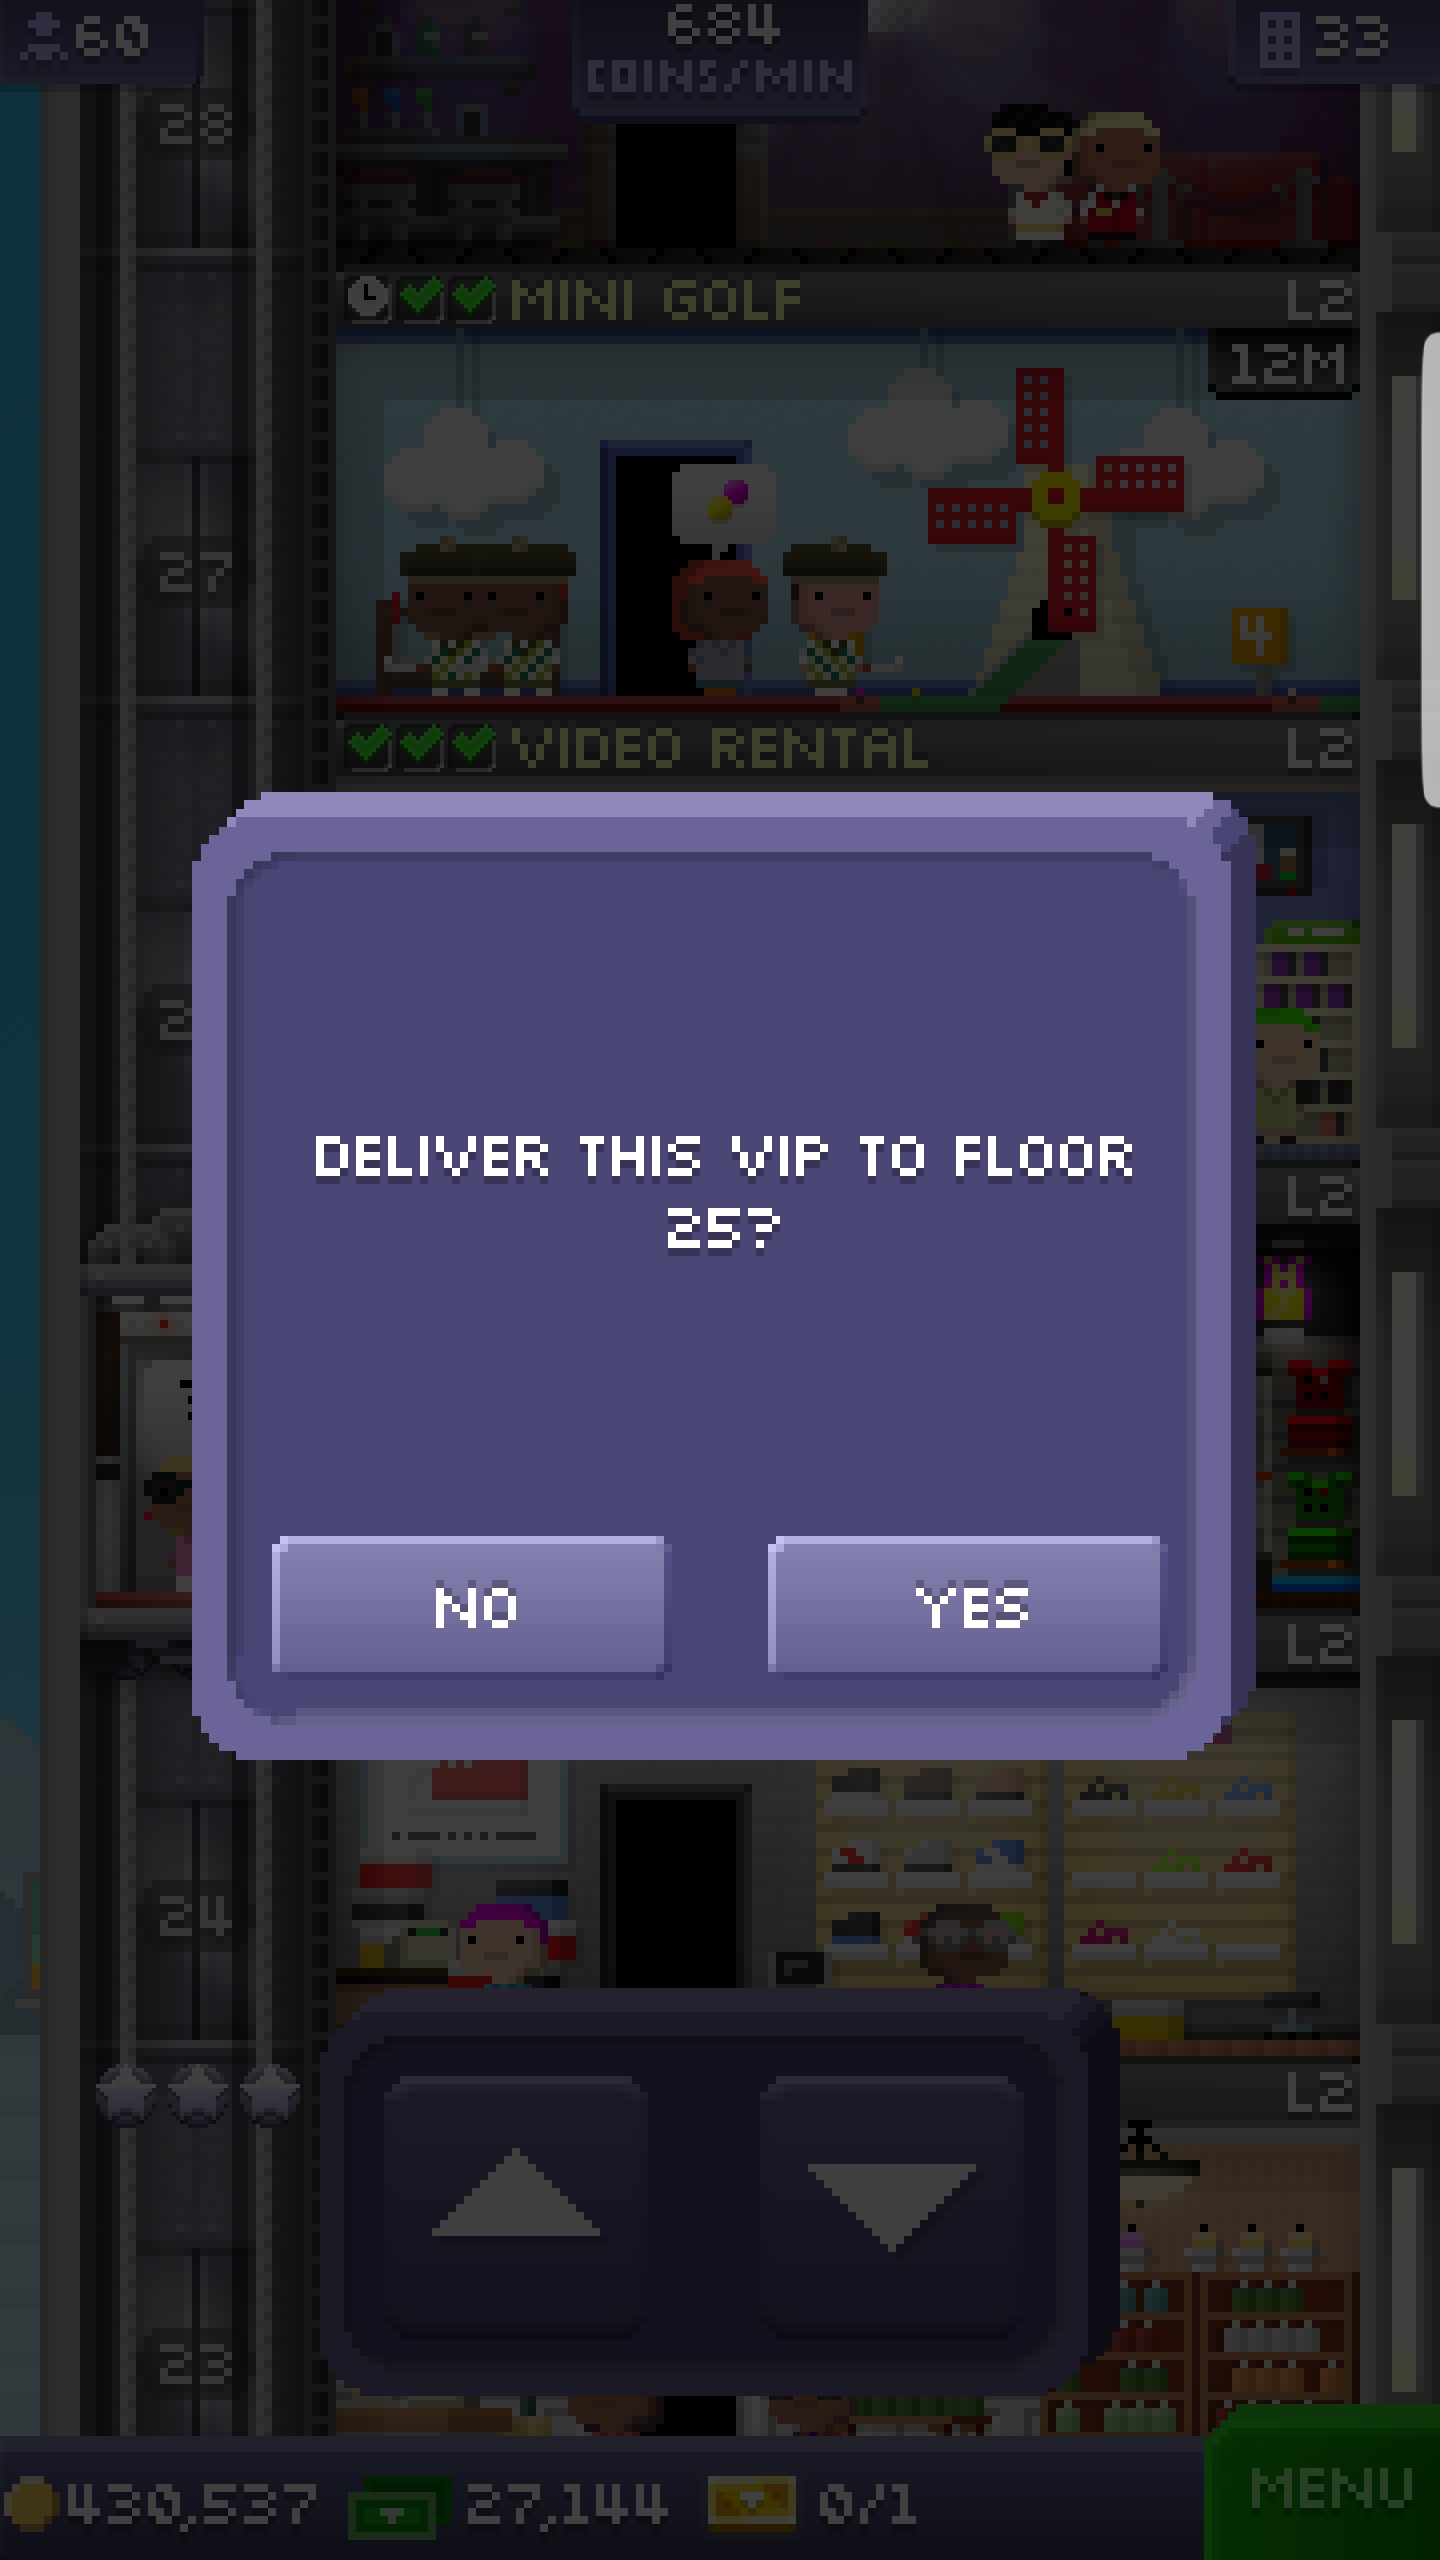 60
684
COINS/MIN
33
28
MINI GOLF
L2
12M
27
4
VIDEO RENTAL
L2
L2
DELIVER THIS VIP TO FLOOR
25?
NO
YES
L2
24
L2
23
430,537
27,144
0/1
MENU